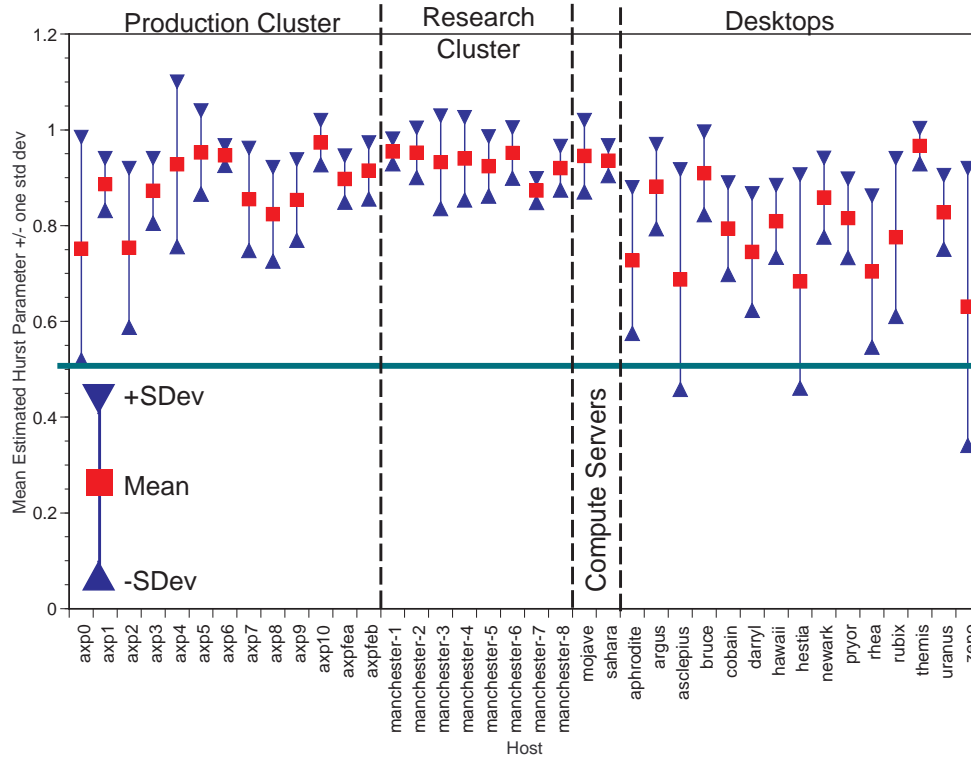 Production Cluster
Research
Cluster
Desktops
1.2
1
0.8
0.6
0.4
0.2
0
Mean Estimated Hurst Parameter +/- one std dev
+SDev
Mean
-SDev
Compute Servers
axp0
axp1
axp2
axp3
axp4
axp5
axp6
axp7
axp8
axp9
axp10
axpfea
axpfeb
manchester-1
manchester-2
manchester-3
manchester-4
manchester-5
manchester-6
manchester-7
manchester-8
mojave
sahara
aphrodite
argus
asclepius
bruce
cobain
darryl
hawaii
hestia
newark
pryor
rhea
rubix
themis
uranus
zeno
Host